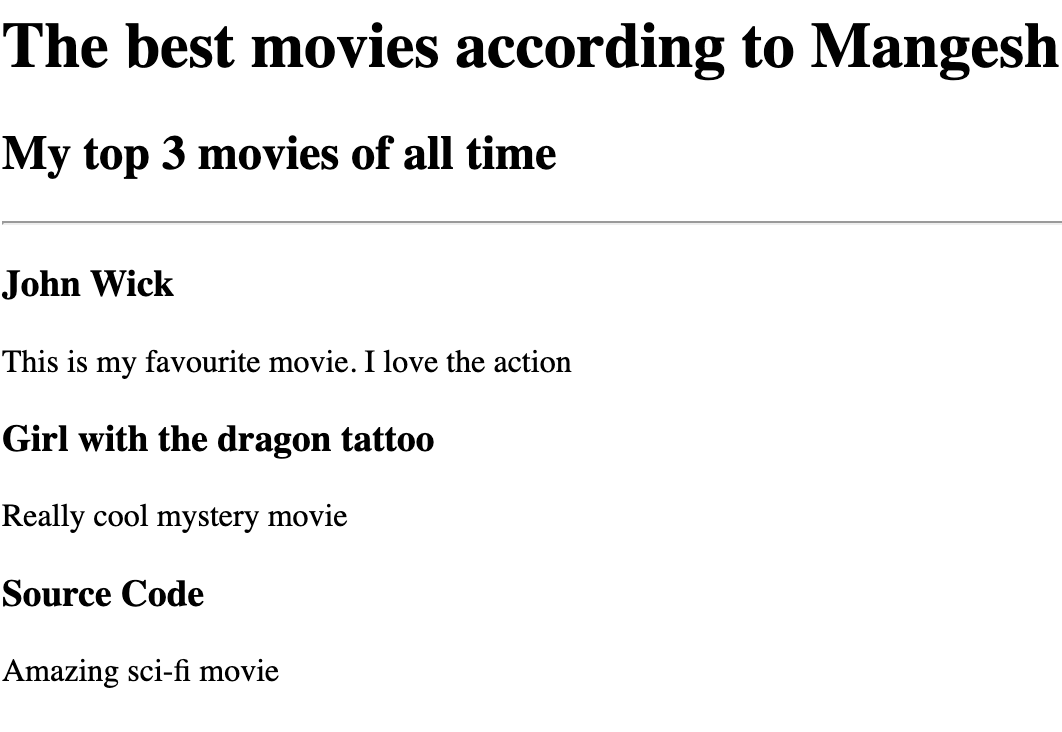 The best movies according to Mangesh
My top 3 movies of all time
John Wick
This is my favourite movie. I love the action
Girl with the dragon tattoo
Really cool mystery movie
Source Code
Amazing sci-fi movie